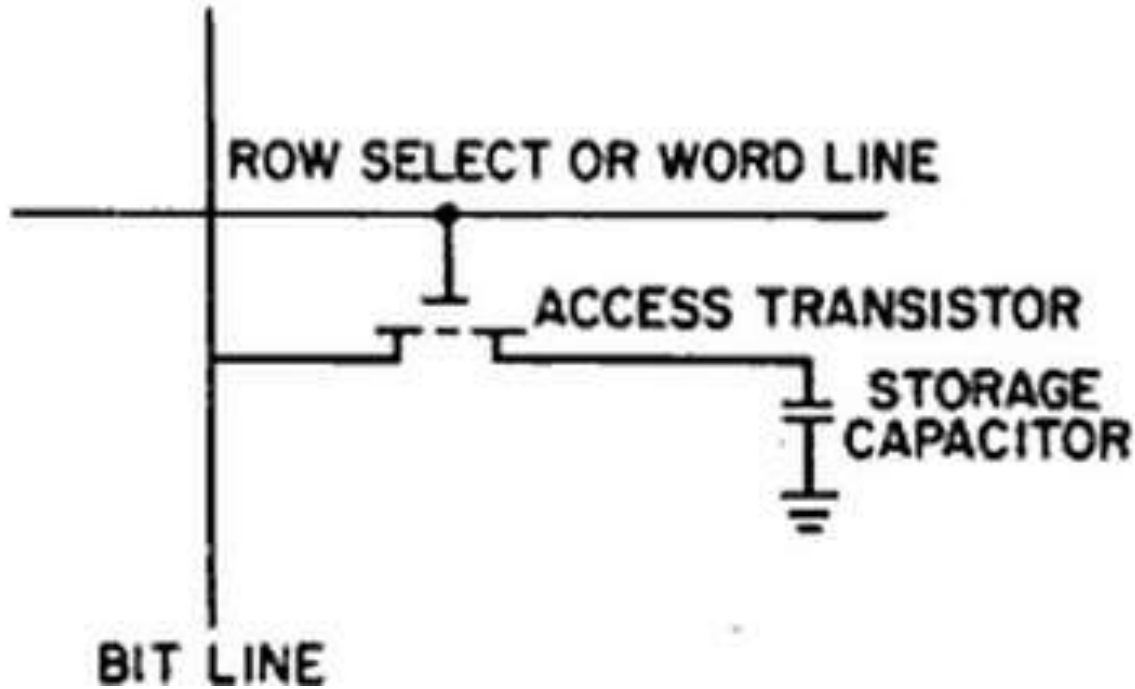 ROW SELECT OR WORD LINE
ACCESS TRANSISTOR
STORAGE
CAPACITOR
BIT LINE